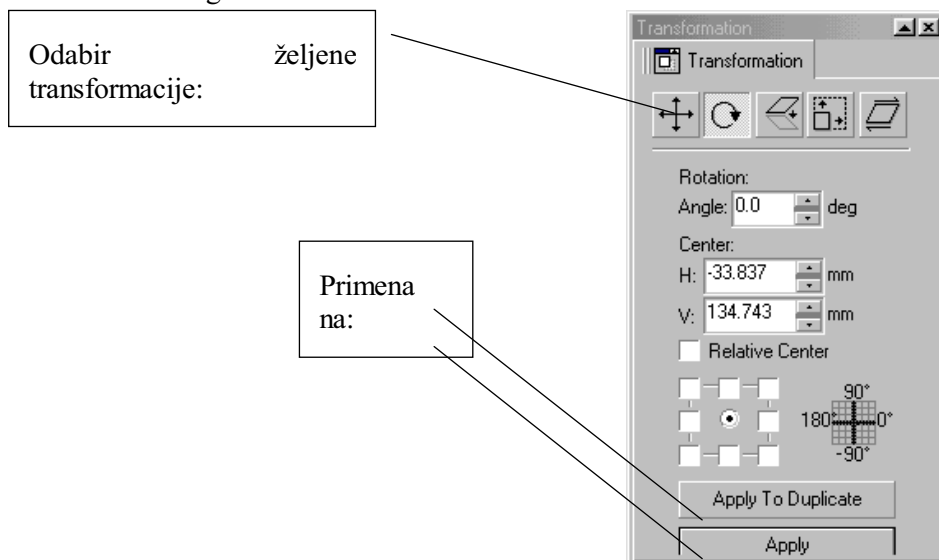 Odabir željene
transformacije:
Primena
na:
Transformation
Transformation
Rotation:
Angle: 0.0 deg
Center:
H: -33.837 mm
V: 134.743 mm
Relative Center
90°
180° 0°
-90°
Apply To Duplicate
Apply